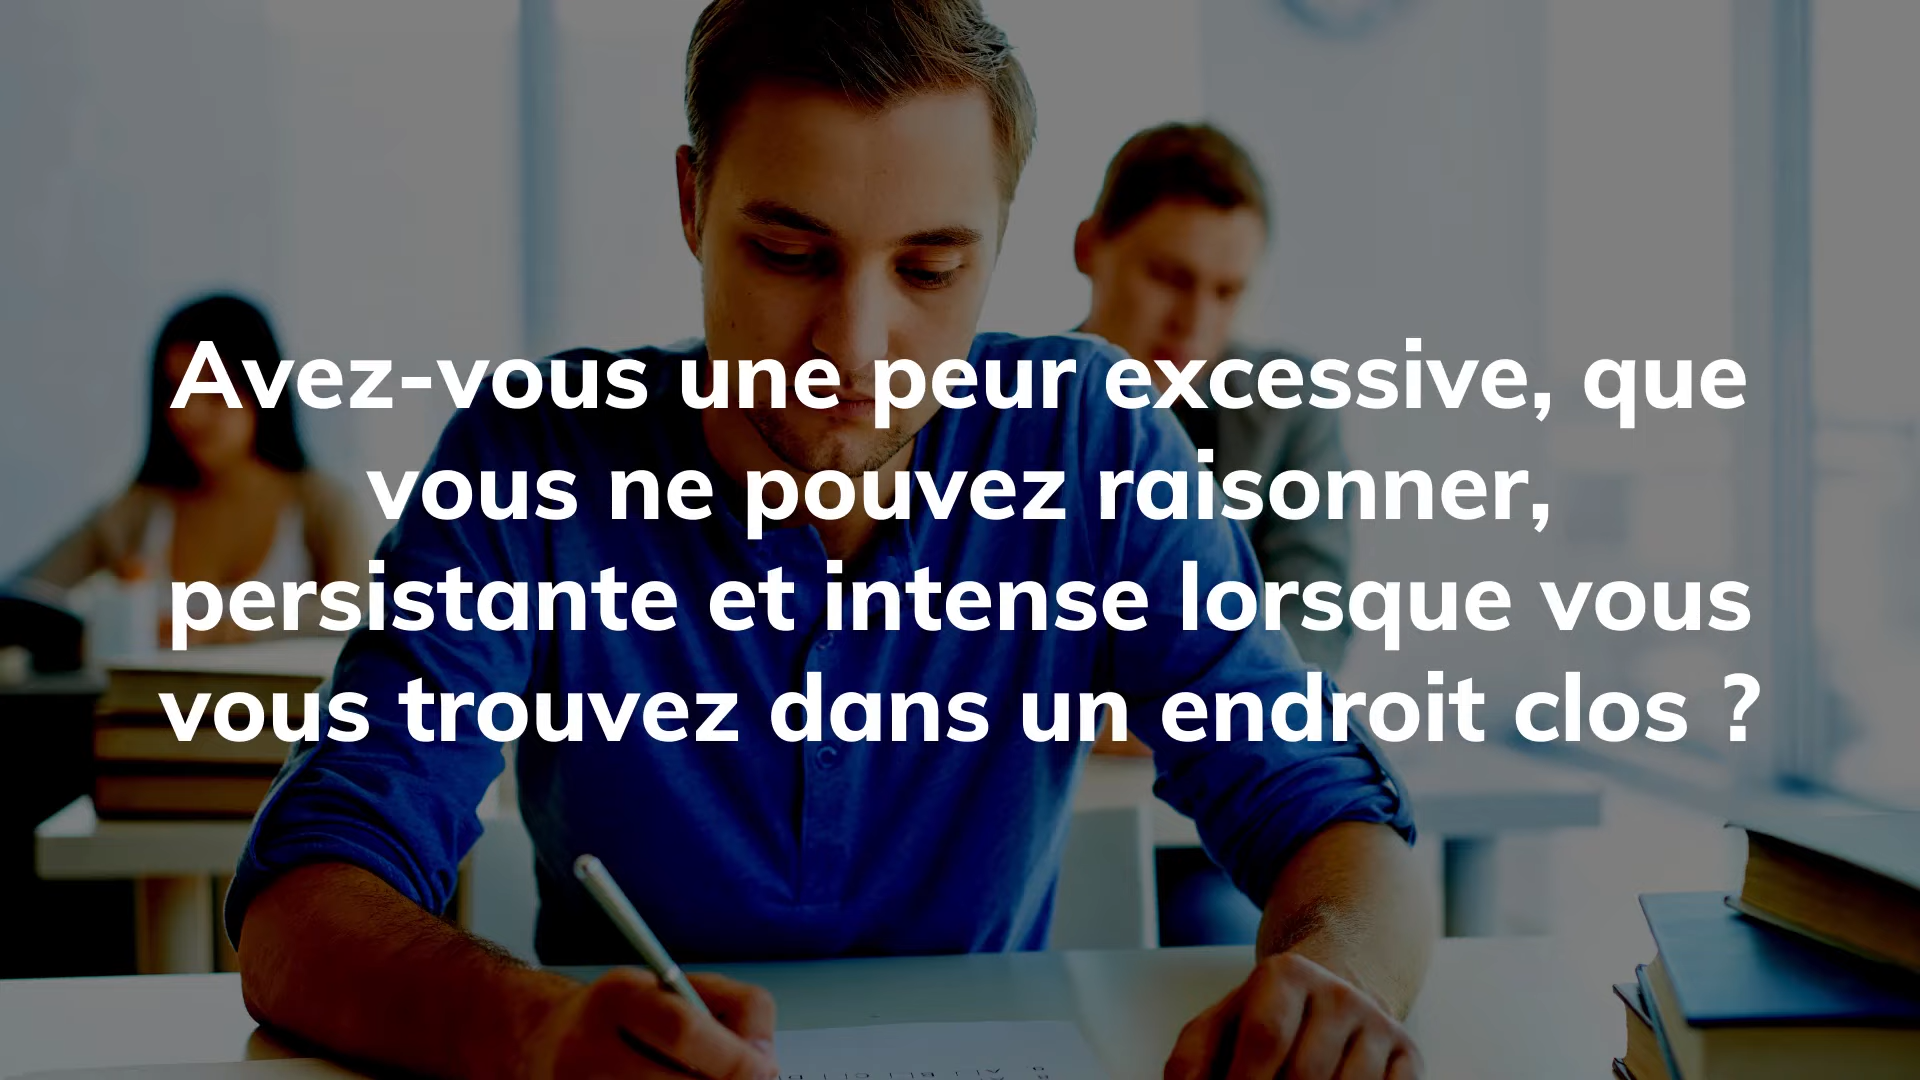 Avez-vous une peur excessive, que
vous ne pouvez raisonner,
persistante et intense lorsque vous
vous trouvez dans un endroit clos ?